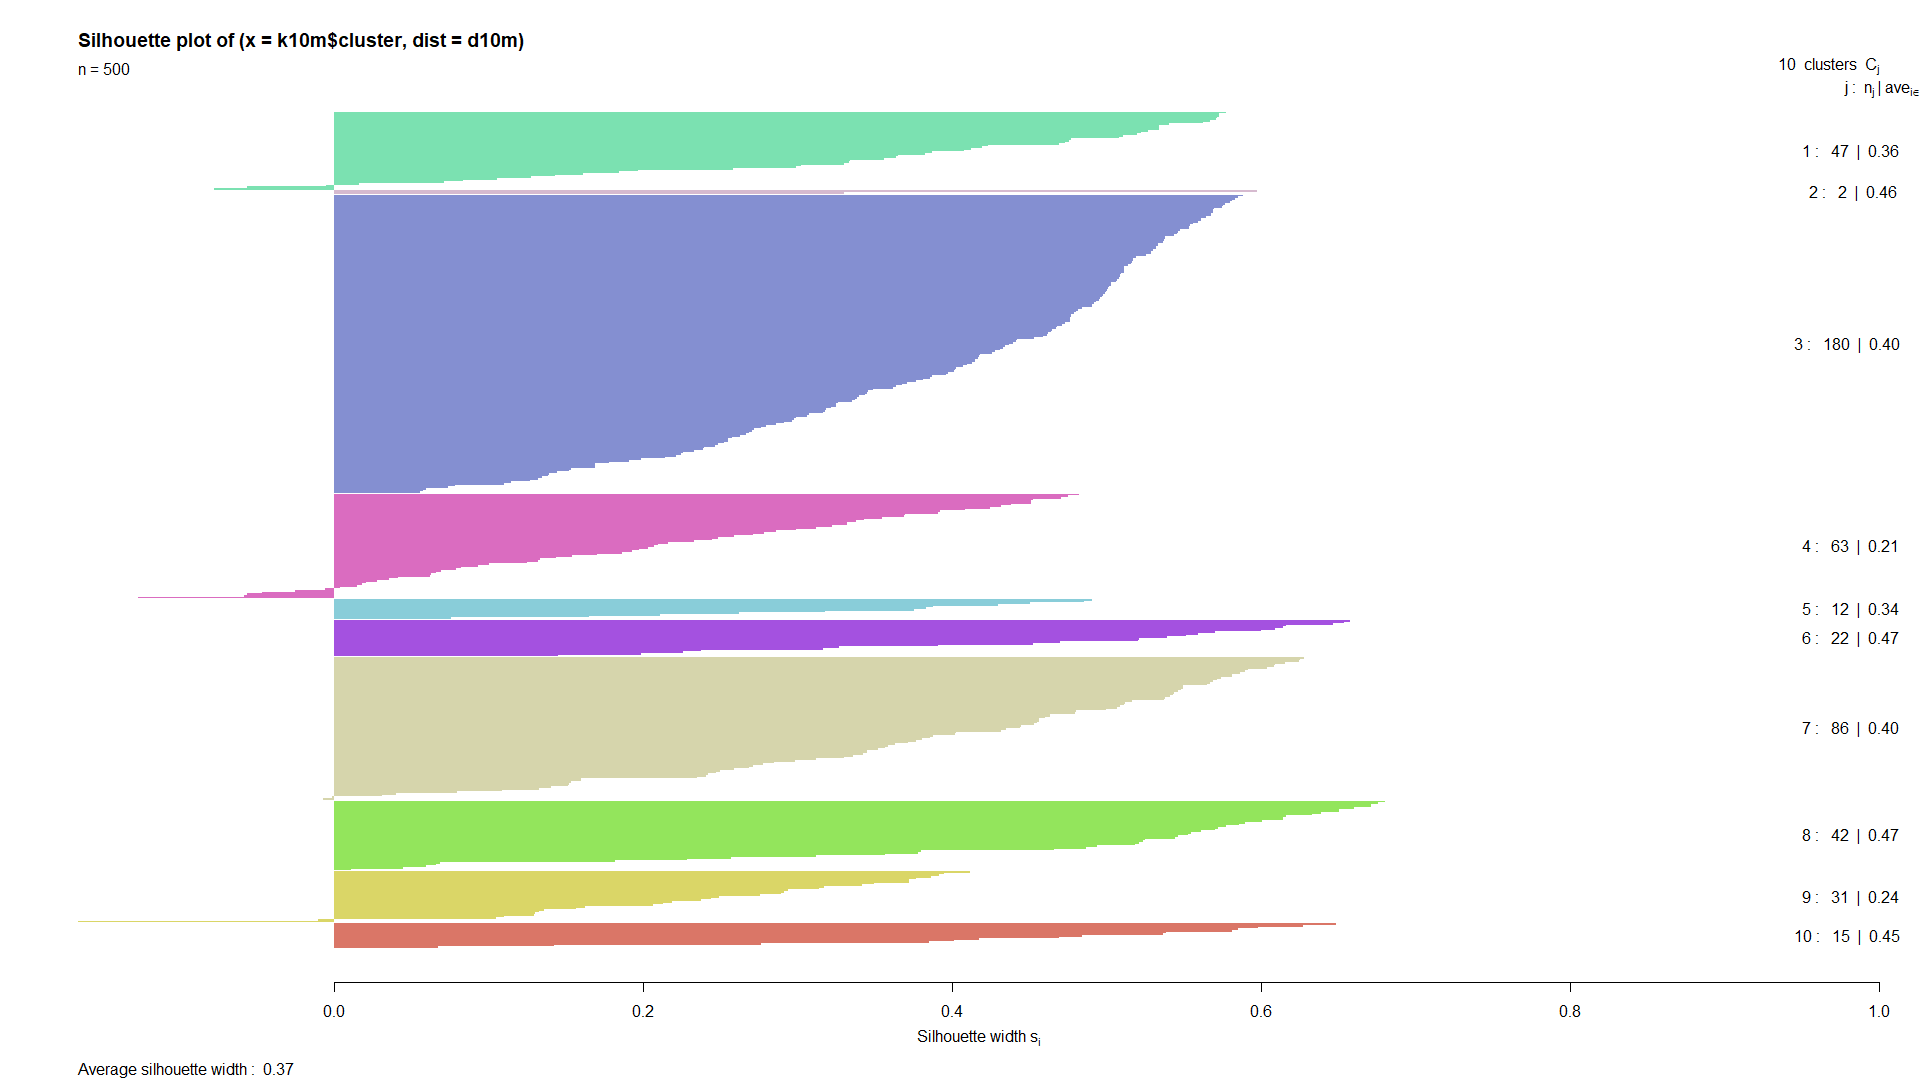 Silhouette plot of (x = k10m$cluster, dist = d10m)
n = 500
10 clusters Cj
j : nj | avei∈
1 : 47 | 0.36
2 : 2 | 0.46
3 : 180 | 0.40
4 : 63 | 0.21
5 : 12 | 0.34
6 : 22 | 0.47
7 : 86 | 0.40
8 : 42 | 0.47
9 : 31 | 0.24
10 : 15 | 0.45
0.0 0.2 0.4 0.6 0.8 1.0
Silhouette width si
Average silhouette width : 0.37